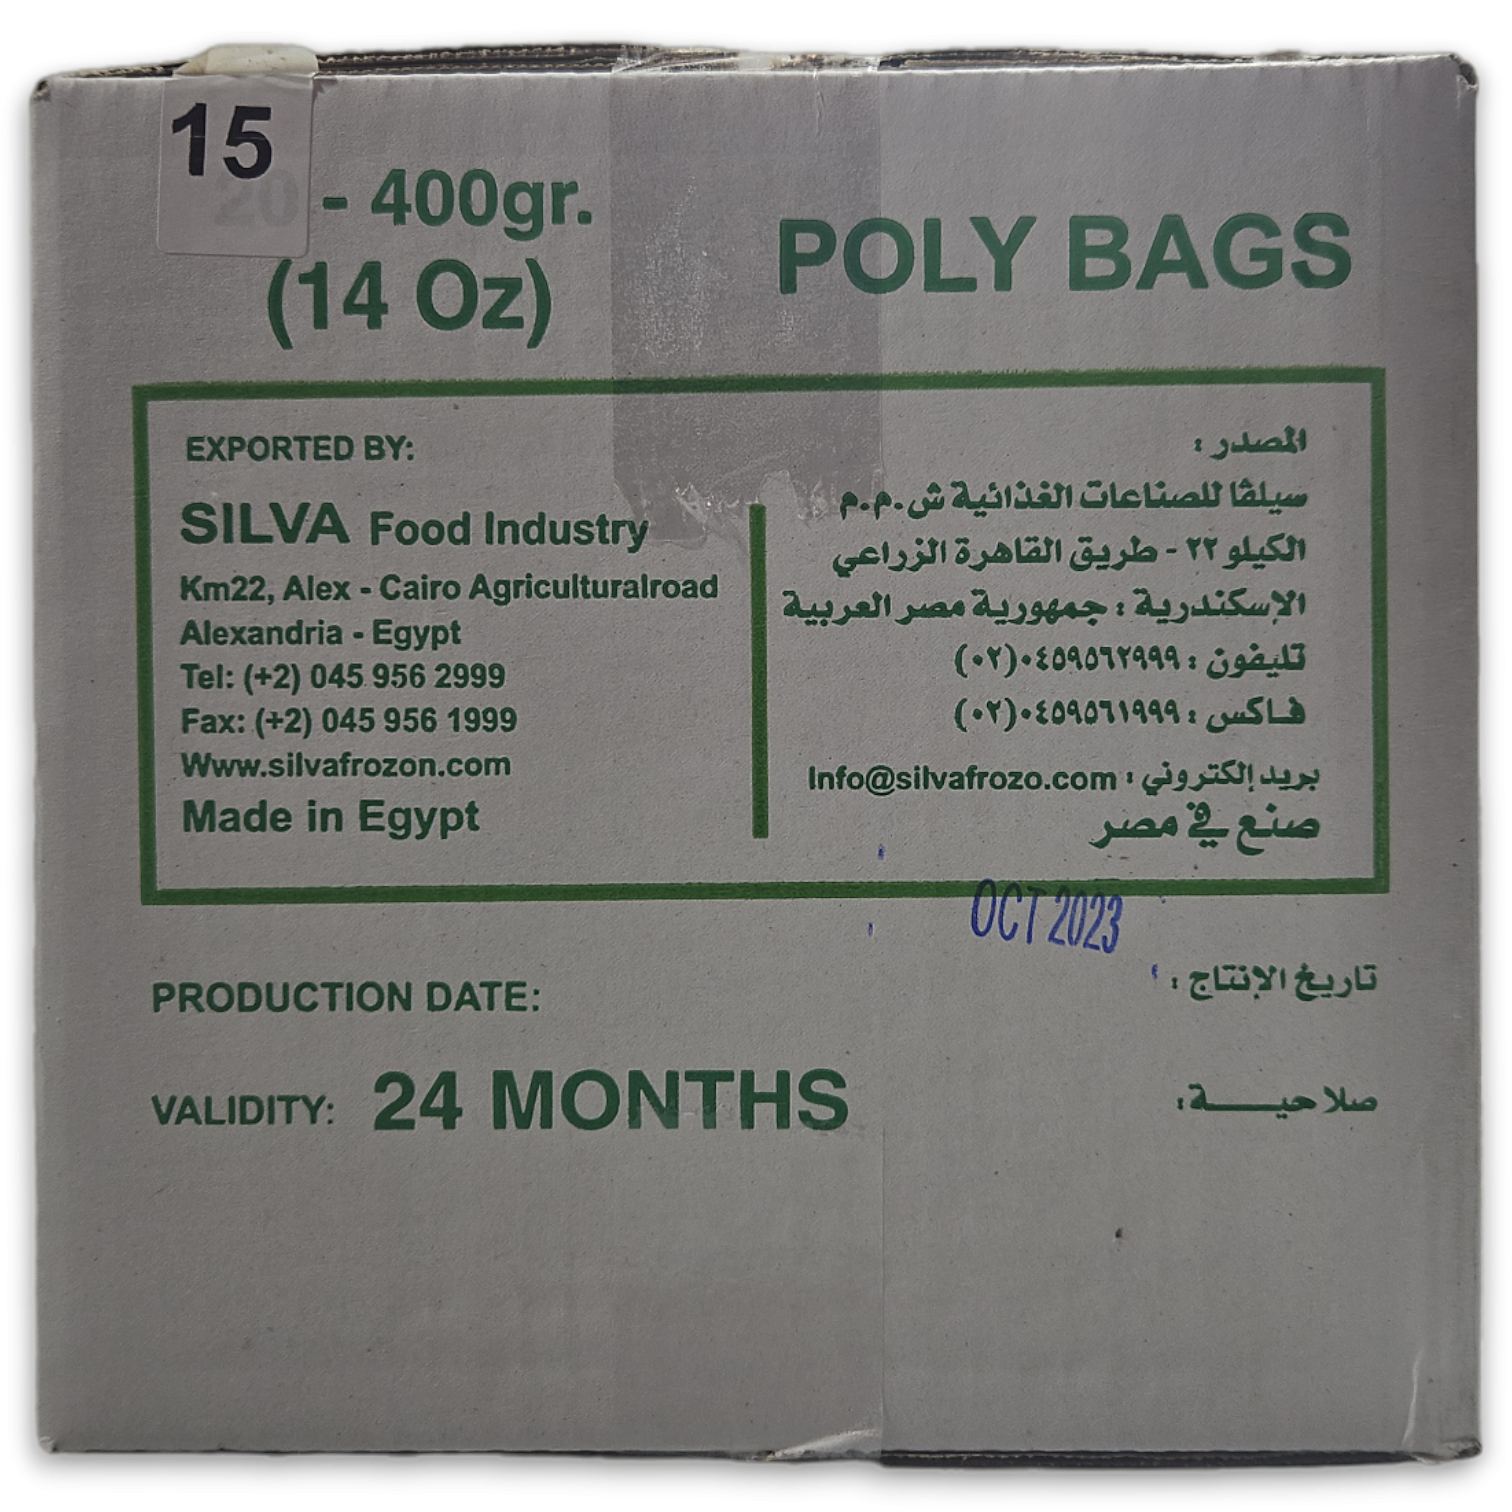 15
20 - 400gr.
(14 Oz)
POLY BAGS
EXPORTED BY:
SILVA Food Industry
Km22, Alex - Cairo Agriculturalroad
Alexandria - Egypt
Tel: (+2) 045 956 2999
Fax: (+2) 045 956 1999
Www.silvafrozon.com
Made in Egypt
المصدر :
سيلڤا للصناعات الغذائية ش.م.م
الكيلو ٢٢ - طريق القاهرة الزراعي
الإسكندرية : جمهورية مصر العربية
تليفون : ٠٤٥٩٥٦٢٩٩٩(٠٢)
فاكس : ٠٤٥٩٥٦١٩٩٩(٠٢)
بريد إلكتروني : Info@silvafrozo.com
صنع في مصر
OCT 2023
PRODUCTION DATE:
تاريخ الإنتاج :
VALIDITY: 24 MONTHS
صلاحيـــة: